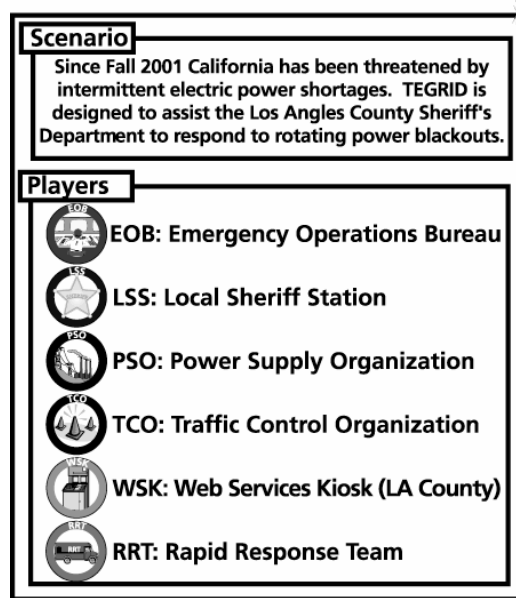 Scenario
Since Fall 2001 California has been threatened by
intermittent electric power shortages. TEGRID is
designed to assist the Los Angles County Sheriff's
Department to respond to rotating power blackouts.
Players
EOB
EOB: Emergency Operations Bureau
LSS
LSS: Local Sheriff Station
PSO
PSO: Power Supply Organization
TCO
TCO: Traffic Control Organization
WSK
WSK: Web Services Kiosk (LA County)
RRT
RRT
RRT: Rapid Response Team